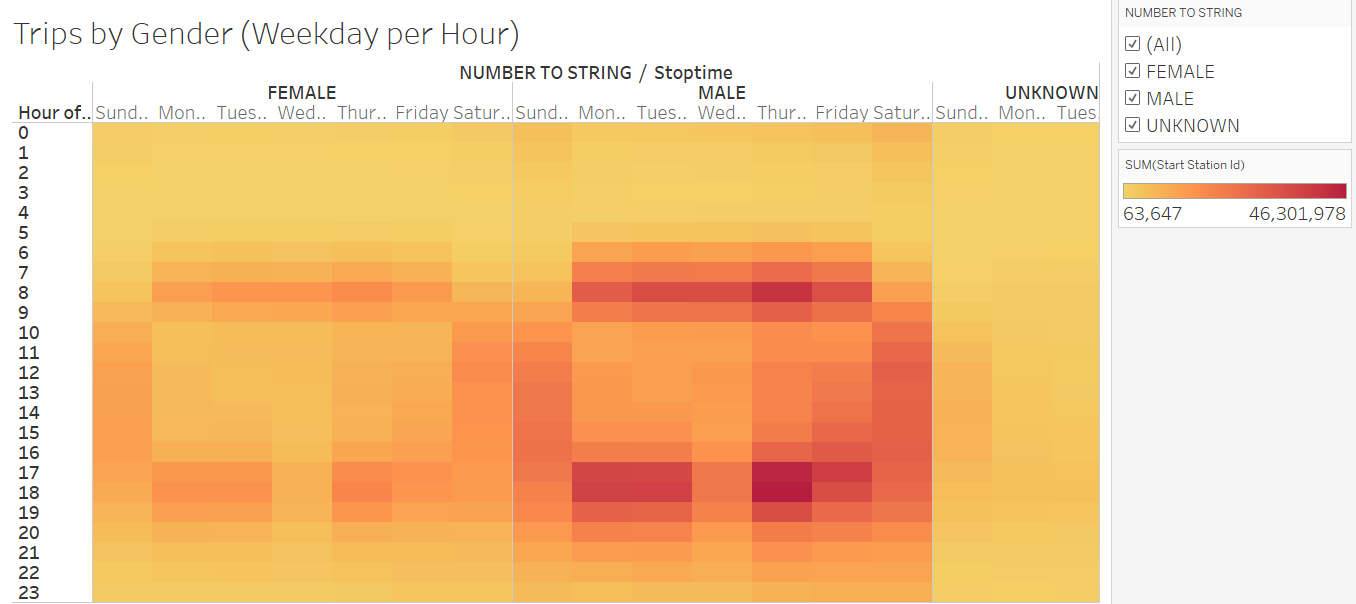 Trips by Gender (Weekday per Hour)
NUMBER TO STRING / Stoptime
FEMALE MALE UNKNOWN
Hour of.. Sund.. Mon.. Tues.. Wed.. Thur.. Friday Satur.. Sund.. Mon.. Tues.. Wed.. Thur.. Friday Satur.. Sund.. Mon.. Tues
0
1
2
3
4
5
6
7
8
9
10
11
12
13
14
15
16
17
18
19
20
21
22
23
NUMBER TO STRING
(All)
FEMALE
MALE
UNKNOWN
SUM(Start Station Id)
63,647 46,301,978